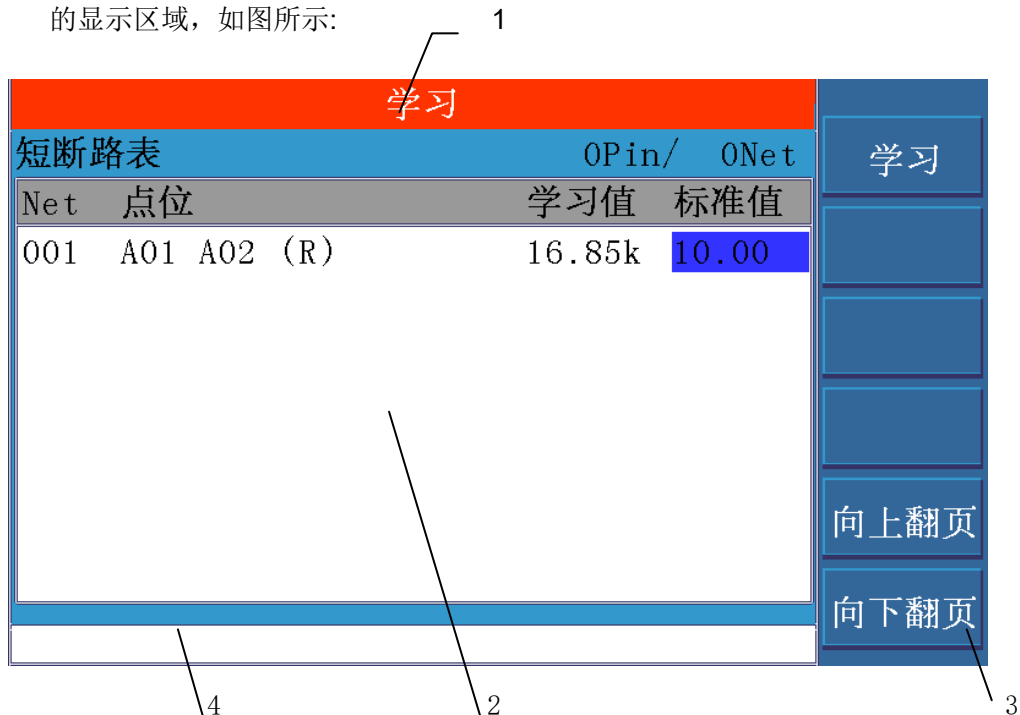 的显示区域，如图所示: 1
学习
短断路表 0Pin/ 0Net
Net 点位 学习值 标准值
001 A01 A02 (R) 16.85k 10.00
学习
向上翻页
向下翻页
4 2 3